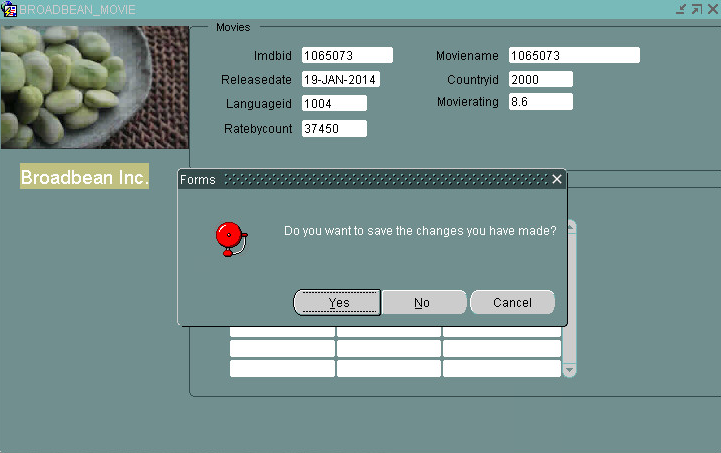 BROADBEAN_MOVIE
Movies
Imdbid 1065073 Moviename 1065073
Releasedate 19-JAN-2014 Countryid 2000
Languageid 1004 Movierating 8.6
Ratebycount 37450
Broadbean Inc.
Forms
Do you want to save the changes you have made?
Yes No Cancel